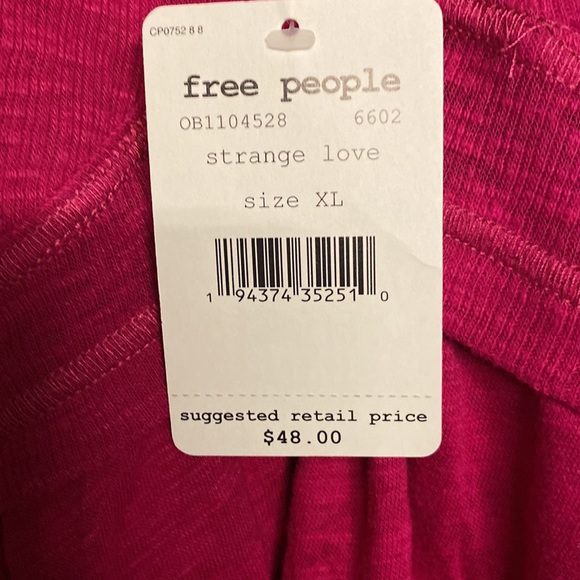 CP0752 8 8
free people
OB1104528 6602
strange love
size XL
1 94374 35251 0
suggested retail price
$48.00